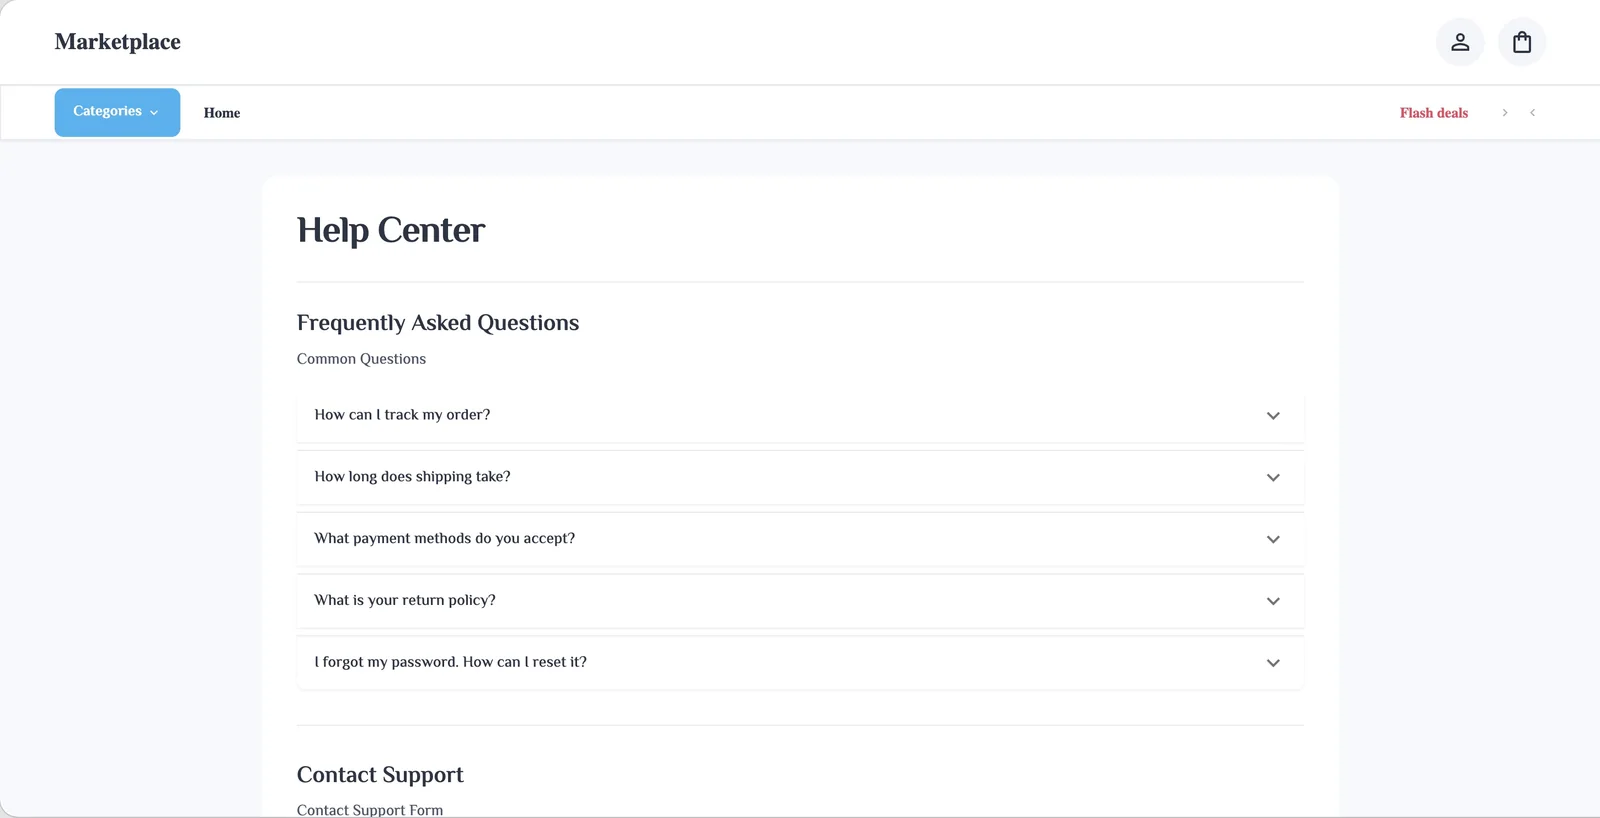 Marketplace
Categories
Home
Flash deals
Help Center
Frequently Asked Questions
Common Questions
How can I track my order?
How long does shipping take?
What payment methods do you accept?
What is your return policy?
I forgot my password. How can I reset it?
Contact Support
Contact Support Form